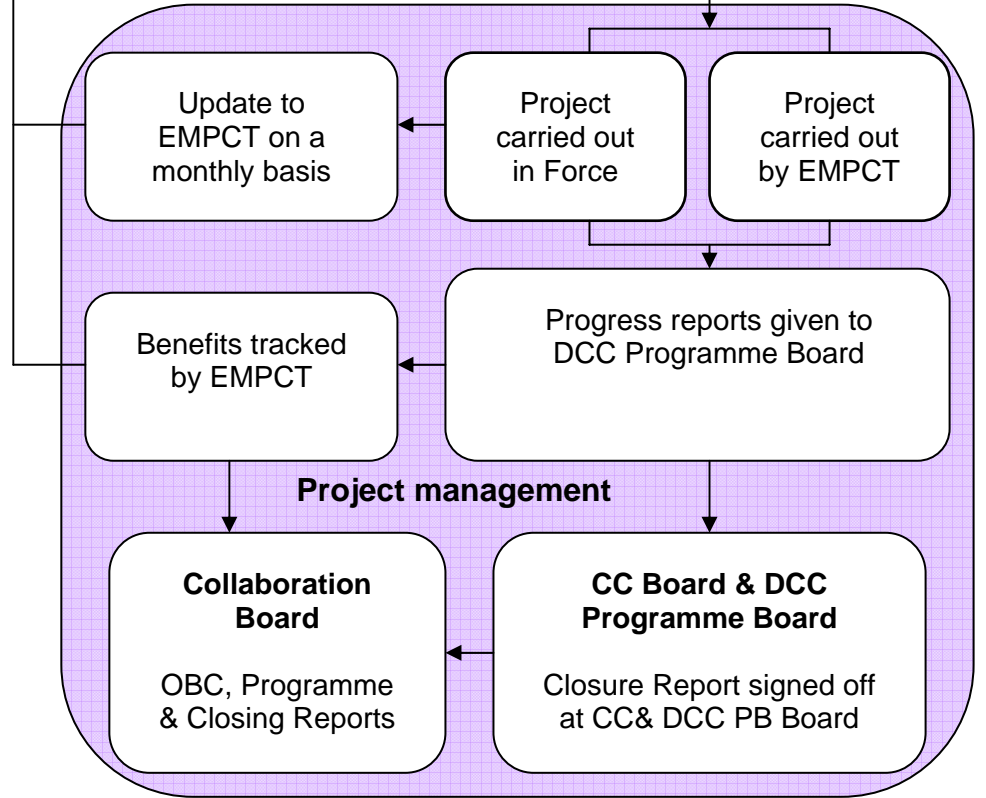 Update to
EMPCT on a
monthly basis
Project
carried out
in Force
Project
carried out
by EMPCT
Benefits tracked
by EMPCT
Progress reports given to
DCC Programme Board
Project management
Collaboration
Board
OBC, Programme
& Closing Reports
CC Board & DCC
Programme Board
Closure Report signed off
at CC& DCC PB Board